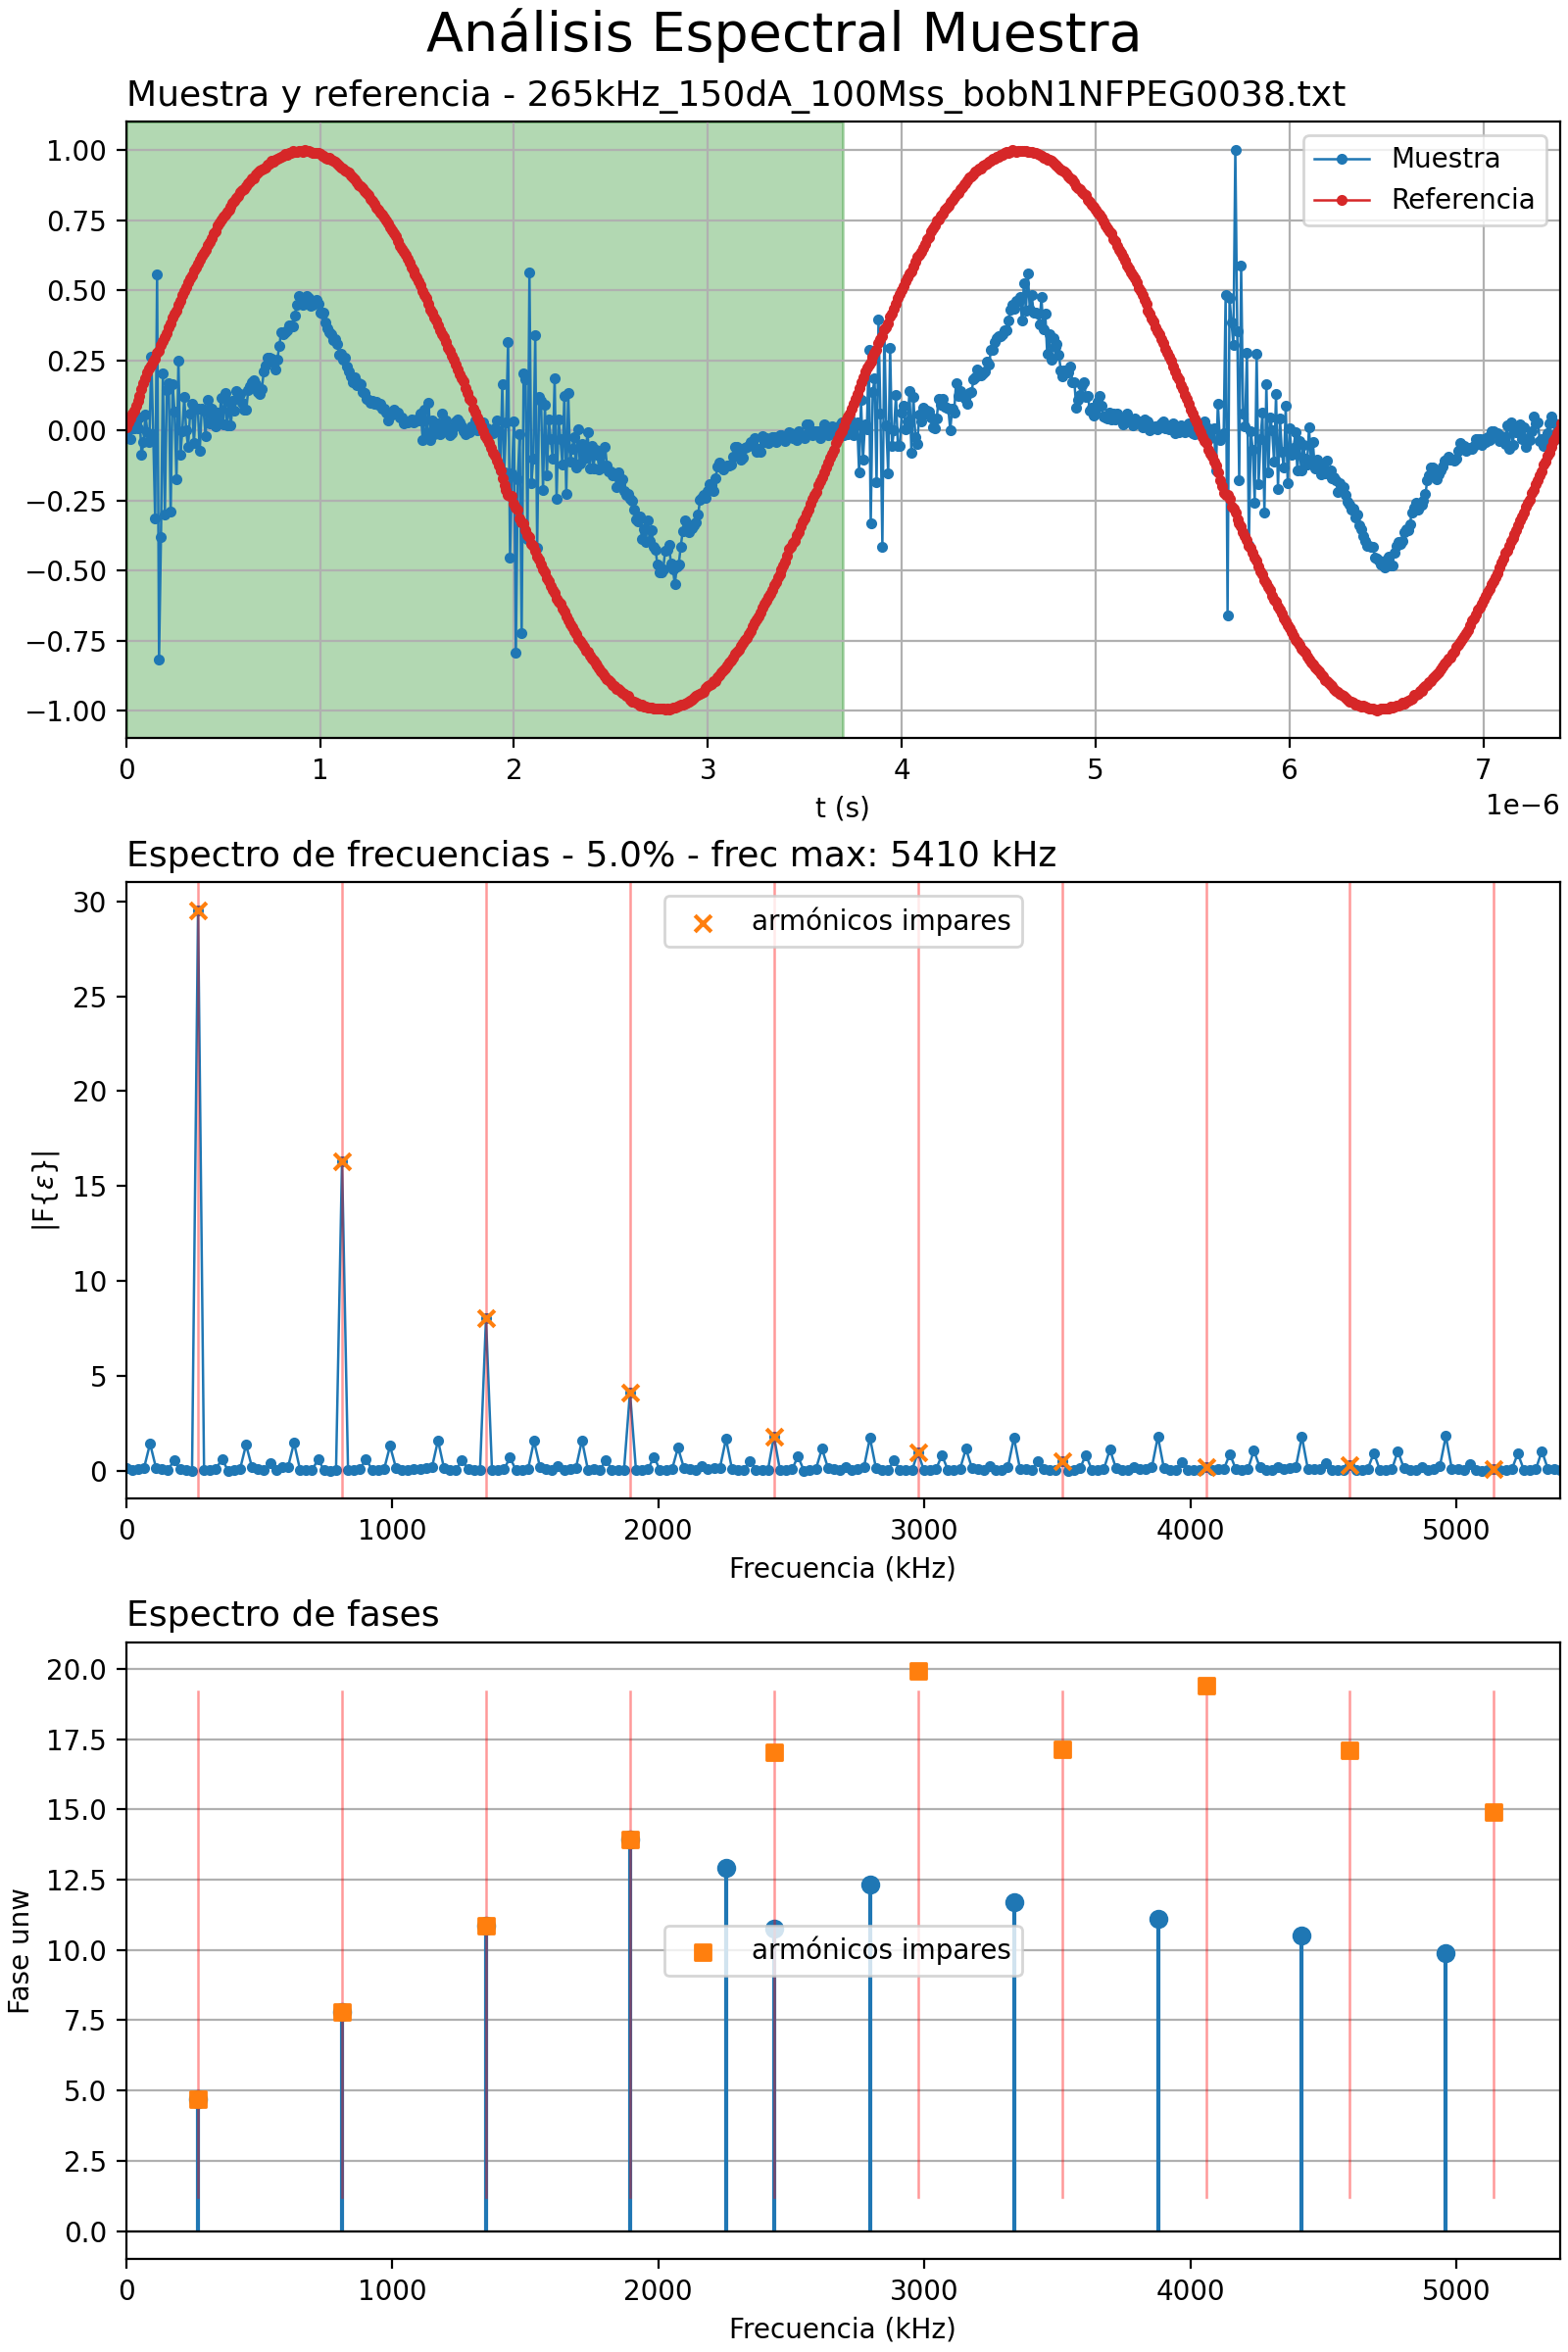 Análisis Espectral Muestra
Muestra y referencia - 265kHz_150dA_100Mss_bobN1NFPEG0038.txt
1.00
0.75
0.50
0.25
0.00
−0.25
−0.50
−0.75
−1.00
Muestra
Referencia
0 1 2 3 4 5 6 7
1e−6
t (s)
Espectro de frecuencias - 5.0% - frec max: 5410 kHz
|F{ε}|
30
25
20
15
10
5
0
armónicos impares
0 1000 2000 3000 4000 5000
Frecuencia (kHz)
Espectro de fases
Fase unw
20.0
17.5
15.0
12.5
10.0
7.5
5.0
2.5
0.0
armónicos impares
0 1000 2000 3000 4000 5000
Frecuencia (kHz)